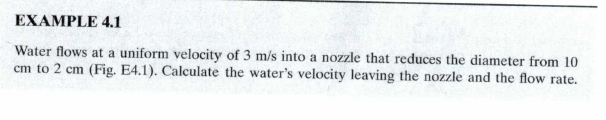 EXAMPLE 4.1
Water flows at a uniform velocity of 3 m/s into a nozzle that reduces the diameter from 10
cm to 2 cm (Fig. E4.1). Calculate the water's velocity leaving the nozzle and the flow rate.